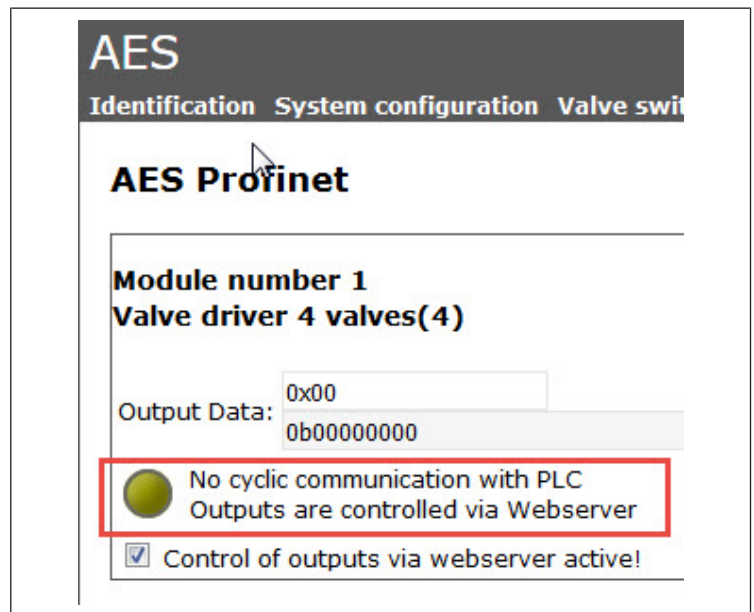 AES
Identification System configuration Valve swit
AES Profinet
Module number 1
Valve driver 4 valves(4)
Output Data:
0x00
0b00000000
No cyclic communication with PLC
Outputs are controlled via Webserver
Control of outputs via webserver active!